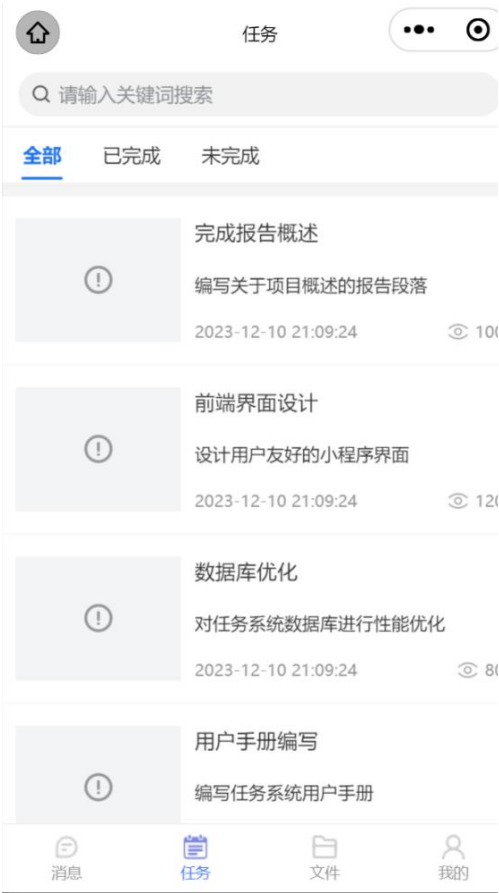 任务
请输入关键词搜索
全部 已完成 未完成
完成报告概述
编写关于项目概述的报告段落
2023-12-10 21:09:24 100
前端界面设计
设计用户友好的小程序界面
2023-12-10 21:09:24 120
数据库优化
对任务系统数据库进行性能优化
2023-12-10 21:09:24 80
用户手册编写
编写任务系统用户手册
消息 任务 文件 我的